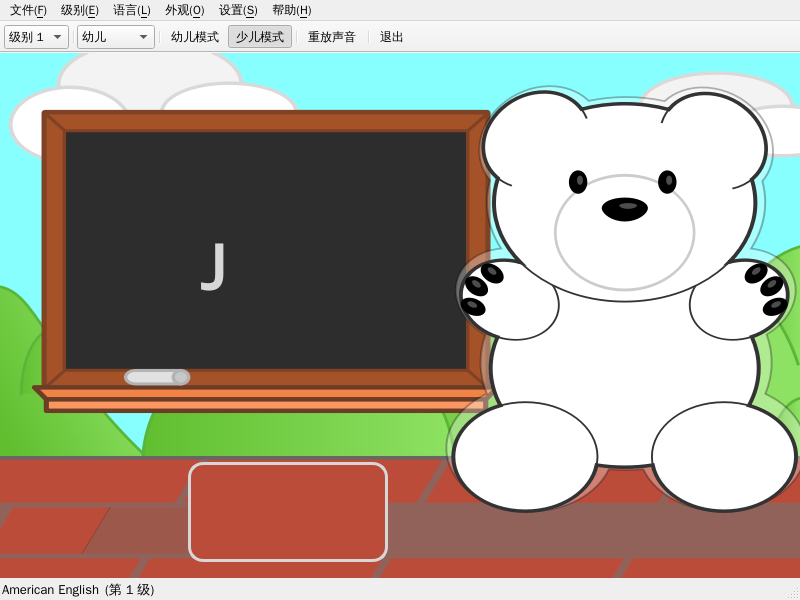 文件(F) 级别(E) 语言(L) 外观(O) 设置(S) 帮助(H)
级别 1 幼儿 幼儿模式 少儿模式 重放声音 退出
J
American English (第 1 级)